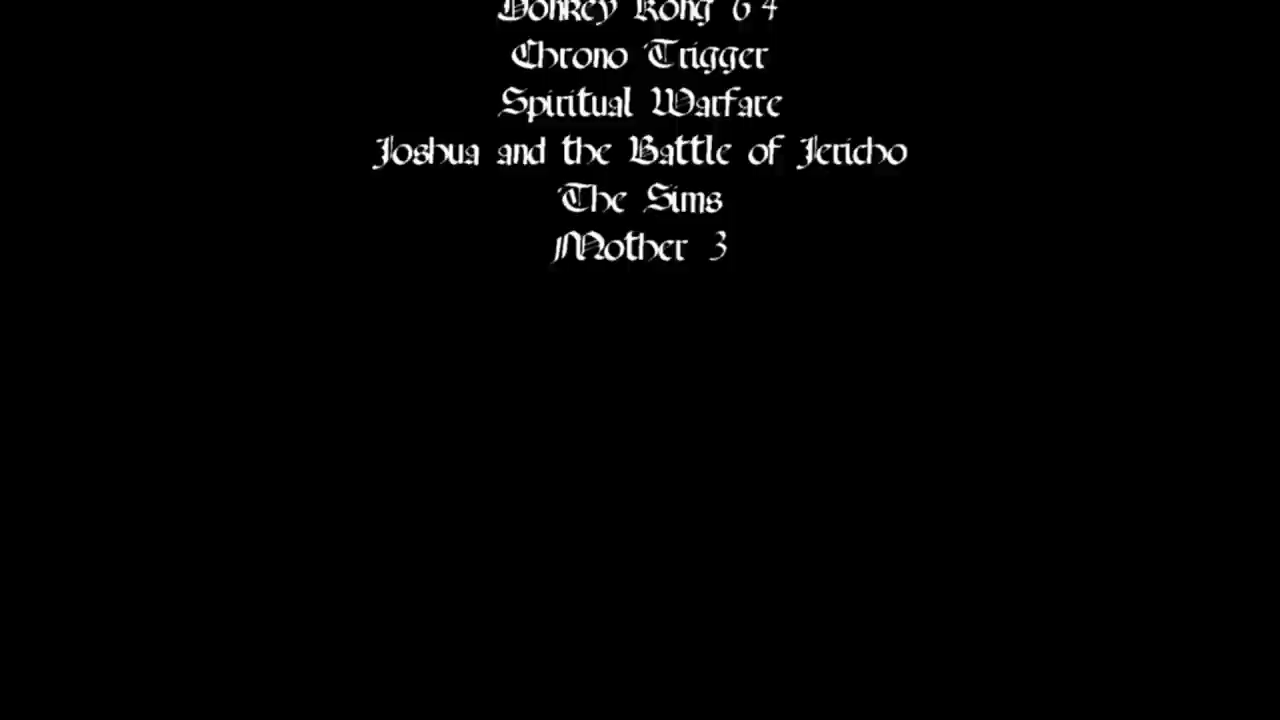 Donkey Kong 64
Chrono Trigger
Spiritual Warfare
Joshua and the Battle of Jericho
The Sims
Mother 3